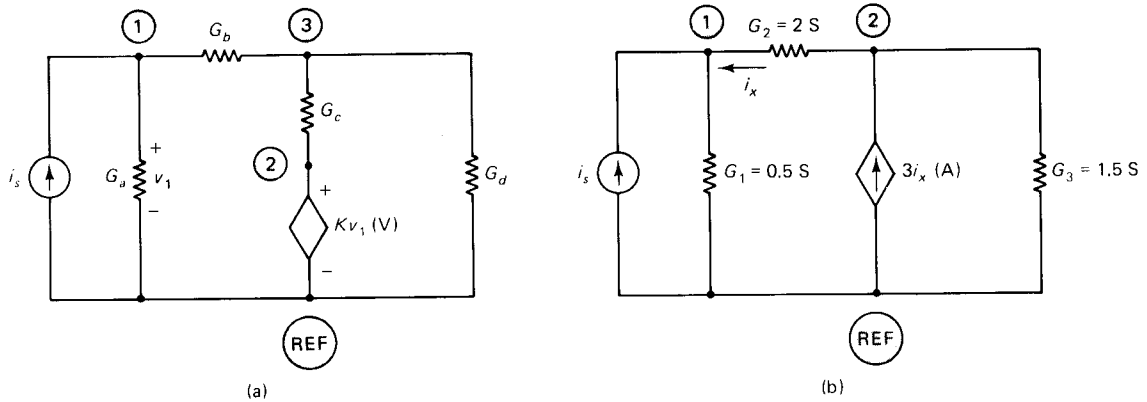 1
G_b
3
G_c
i_s
G_a
+
v_1
−
2
+
Kv_1 (V)
−
G_d
REF
(a)
1
G_2 = 2 S
2
i_x
i_s
G_1 = 0.5 S
3i_x (A)
G_3 = 1.5 S
REF
(b)